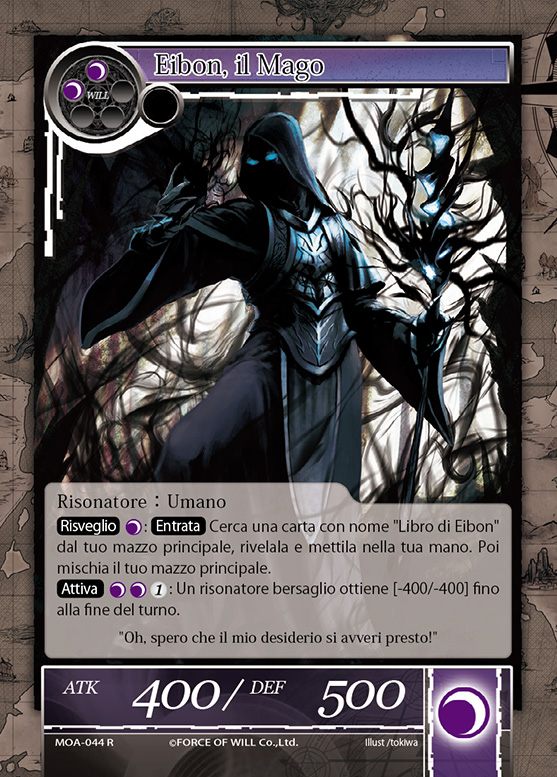 Eibon, il Mago
WILL
Risonatore : Umano
Risveglio : Entrata Cerca una carta con nome "Libro di Eibon"
dal tuo mazzo principale, rivelala e mettila nella tua mano. Poi
mischia il tuo mazzo principale.
Attiva 1 : Un risonatore bersaglio ottiene [-400/-400] fino
alla fine del turno.
"Oh, spero che il mio desiderio si avveri presto!"
ATK 400 / DEF 500
MOA-044 R ©FORCE OF WILL Co.,Ltd. Illust /tokiwa